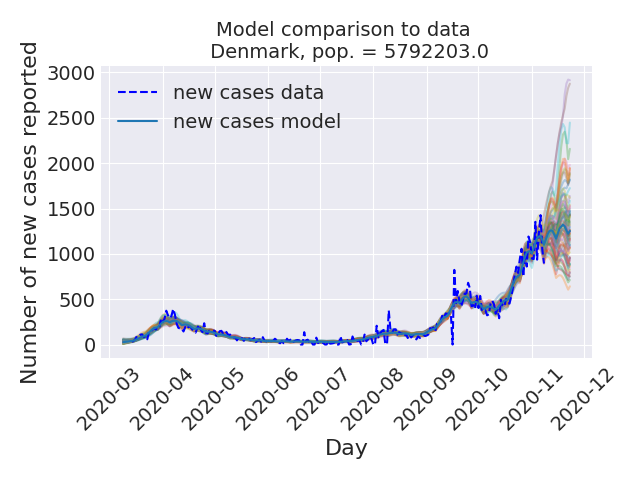 Model comparison to data
Denmark, pop. = 5792203.0
Number of new cases reported
3000
2500
2000
1500
1000
500
0
new cases data
new cases model
2020-03
2020-04
2020-05
2020-06
2020-07
2020-08
2020-09
2020-10
2020-11
2020-12
Day